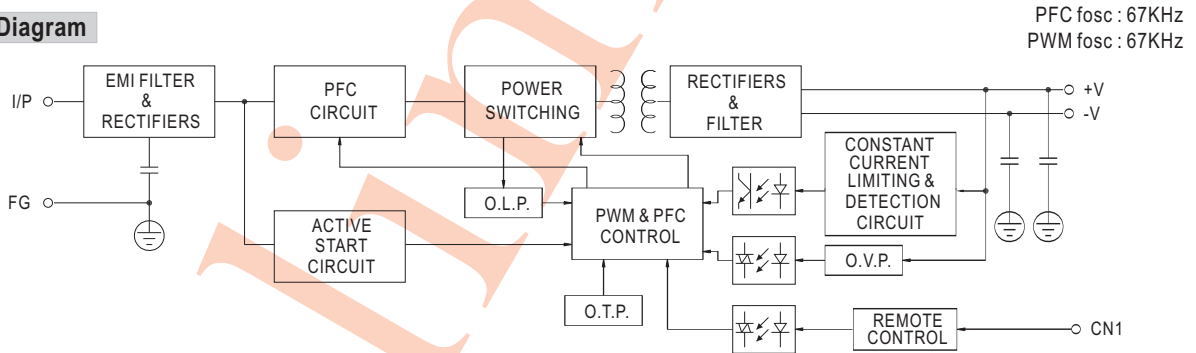 Diagram
PFC fosc : 67KHz
PWM fosc : 67KHz
I/P
EMI FILTER
&
RECTIFIERS
PFC
CIRCUIT
POWER
SWITCHING
RECTIFIERS
&
FILTER
+V
-V
FG
O.L.P.
PWM & PFC
CONTROL
CONSTANT
CURRENT
LIMITING &
DETECTION
CIRCUIT
ACTIVE
START
CIRCUIT
O.V.P.
O.T.P.
REMOTE
CONTROL
CN1